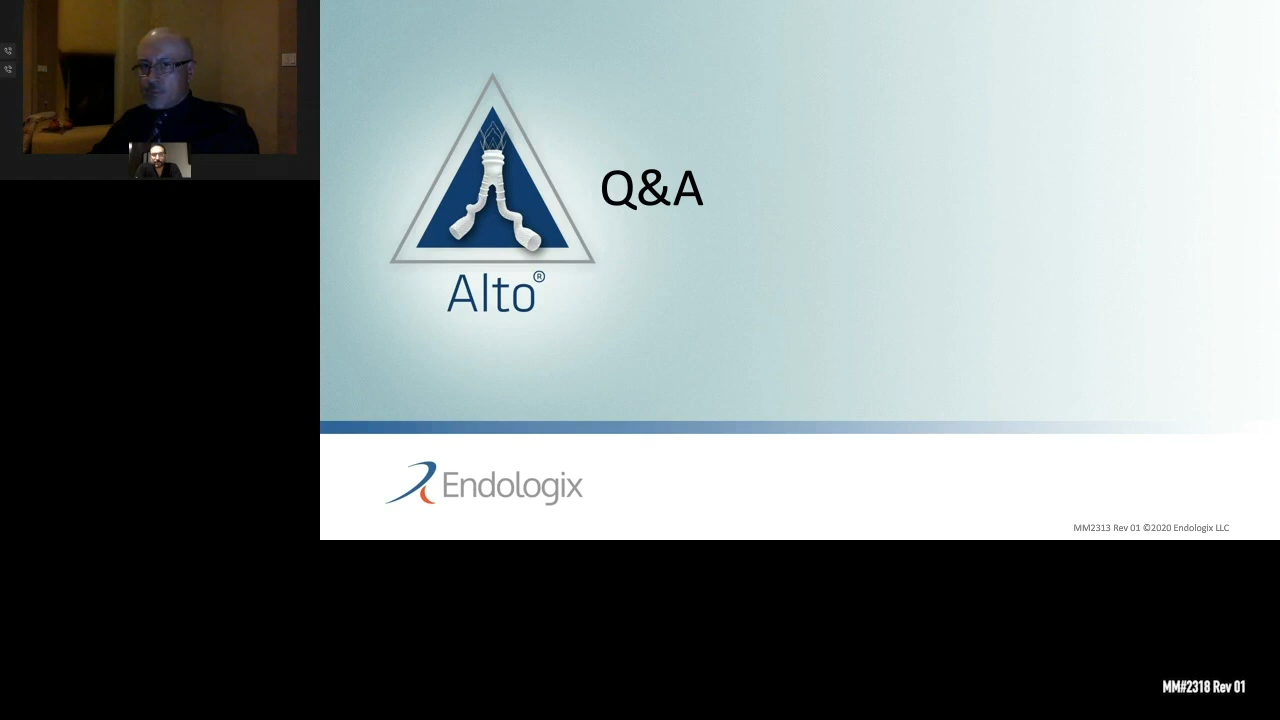 Q&A
Alto®
Endologix
MM2313 Rev 01 ©2020 Endologix LLC
MM#2318 Rev 01